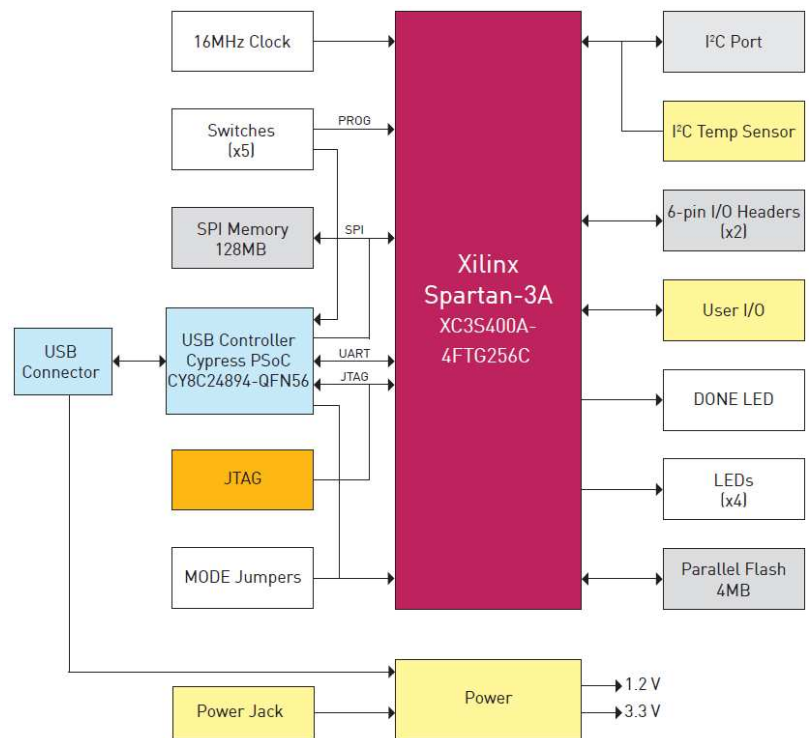 16MHz Clock
Switches
(x5)
PROG
SPI Memory
128MB
SPI
USB Controller
Cypress PSoC
CY8C24894-QFN56
UART
JTAG
USB
Connector
JTAG
MODE Jumpers
Xilinx
Spartan-3A
XC3S400A-
4FTG256C
I²C Port
I²C Temp Sensor
6-pin I/O Headers
(x2)
User I/O
DONE LED
LEDs
(x4)
Parallel Flash
4MB
Power Jack
Power
1.2 V
3.3 V